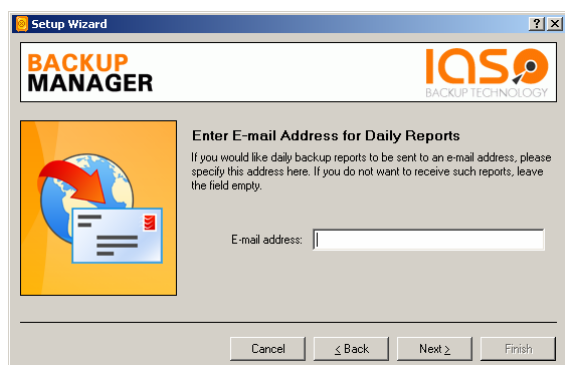 Setup Wizard
BACKUP
MANAGER
IASO
BACKUP TECHNOLOGY
Enter E-mail Address for Daily Reports
If you would like daily backup reports to be sent to an e-mail address, please
specify this address here. If you do not want to receive such reports, leave
the field empty.
E-mail address:
Cancel
< Back
Next >
Finish